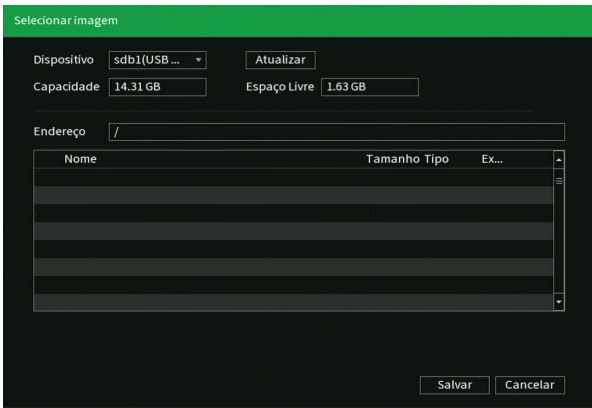 Selecionar imagem
Dispositivo sdb1(USB ... Atualizar
Capacidade 14.31 GB Espaço Livre 1.63 GB
Endereço /
Nome Tamanho Tipo Ex...
Salvar Cancelar